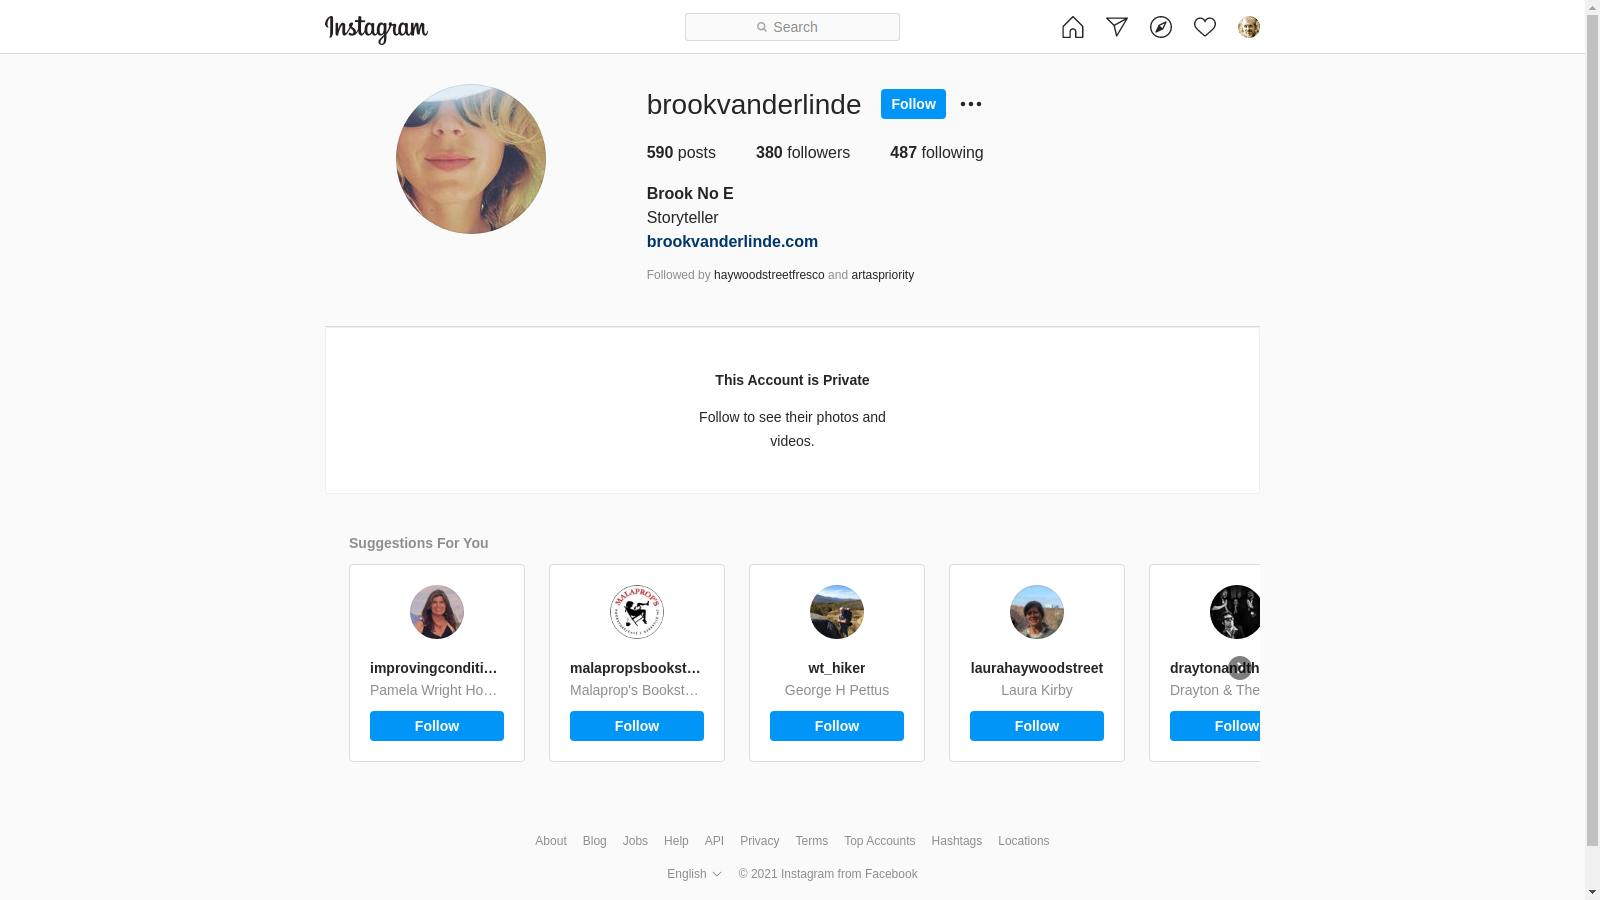 Instagram
Search
brookvanderlinde
Follow
590 posts 380 followers 487 following
Brook No E
Storyteller
brookvanderlinde.com
Followed by haywoodstreetfresco and artaspriority
This Account is Private
Follow to see their photos and
videos.
Suggestions For You
MALAPROP'S
improvingconditi… malapropsbookst… wt_hiker laurahaywoodstreet draytonandth
Pamela Wright Ho… Malaprop's Bookst… George H Pettus Laura Kirby Drayton & The
Follow Follow Follow Follow Follow
About Blog Jobs Help API Privacy Terms Top Accounts Hashtags Locations
English © 2021 Instagram from Facebook